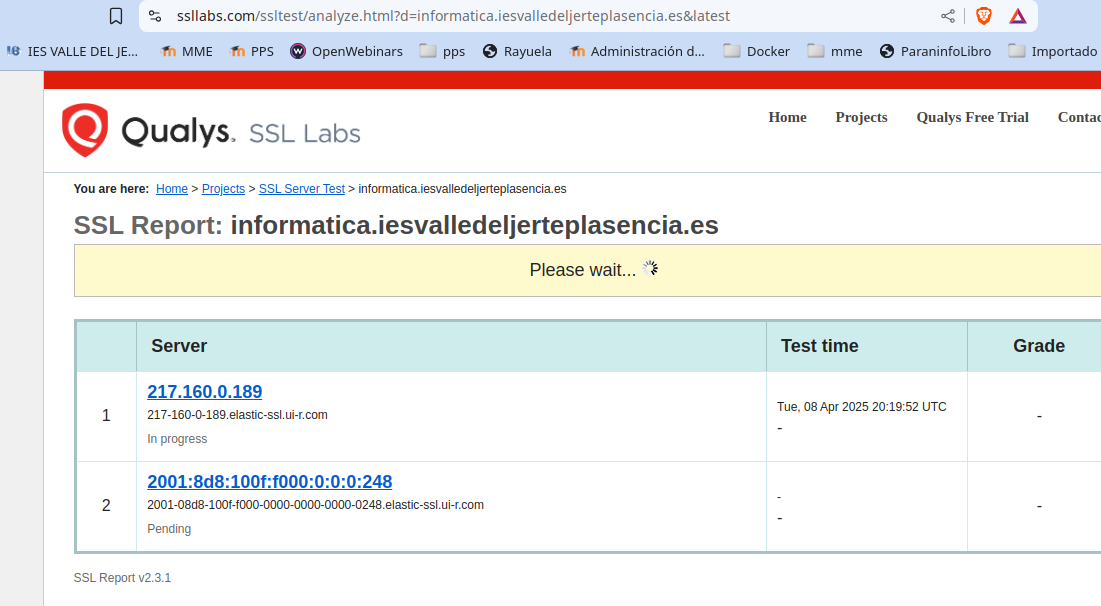 ssllabs.com/ssltest/analyze.html?d=informatica.iesvalledeljerteplasencia.es&latest
IES VALLE DEL JE... MME PPS OpenWebinars pps Rayuela Administración d... Docker mme ParaninfoLibro Importado
Qualys. SSL Labs
Home Projects Qualys Free Trial Contac
You are here: Home > Projects > SSL Server Test > informatica.iesvalledeljerteplasencia.es
SSL Report: informatica.iesvalledeljerteplasencia.es
Please wait...
Server Test time Grade
1
217.160.0.189
217-160-0-189.elastic-ssl.ui-r.com
In progress
Tue, 08 Apr 2025 20:19:52 UTC
-
-
2
2001:8d8:100f:f000:0:0:0:248
2001-08d8-100f-f000-0000-0000-0000-0248.elastic-ssl.ui-r.com
Pending
-
-
-
SSL Report v2.3.1